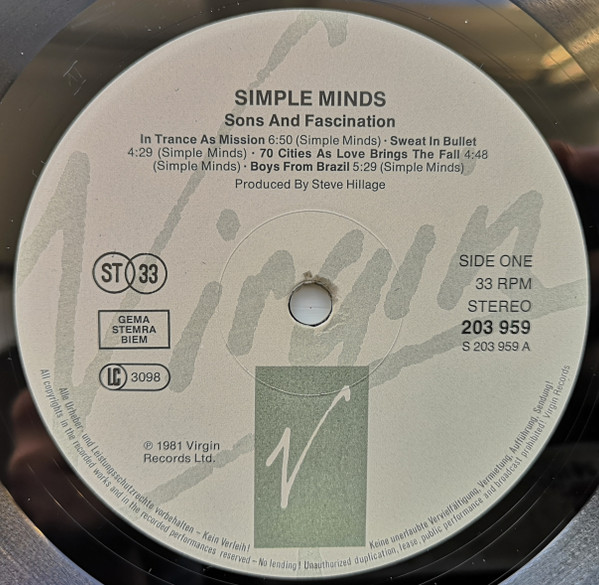 SIMPLE MINDS
Sons And Fascination
In Trance As Mission 6:50 (Simple Minds) · Sweat In Bullet
4:29 (Simple Minds) · 70 Cities As Love Brings The Fall 4:48
(Simple Minds) · Boys From Brazil 5:29 (Simple Minds)
Produced By Steve Hillage
Virgin
ST 33
GEMA
STEMRA
BIEM
LC 3098
SIDE ONE
33 RPM
STEREO
203 959
S 203 959 A
℗ 1981 Virgin
Records Ltd.
V
Alle Urheber- und Leistungsschutzrechte vorbehalten – Kein Verleih! Keine unerlaubte Vervielfältigung, Vermietung, Aufführung, Sendung!
All copyrights in the recorded works and in the recorded performances reserved – No lending! Unauthorized duplication, lease, public performance and broadcast prohibited! Virgin Records